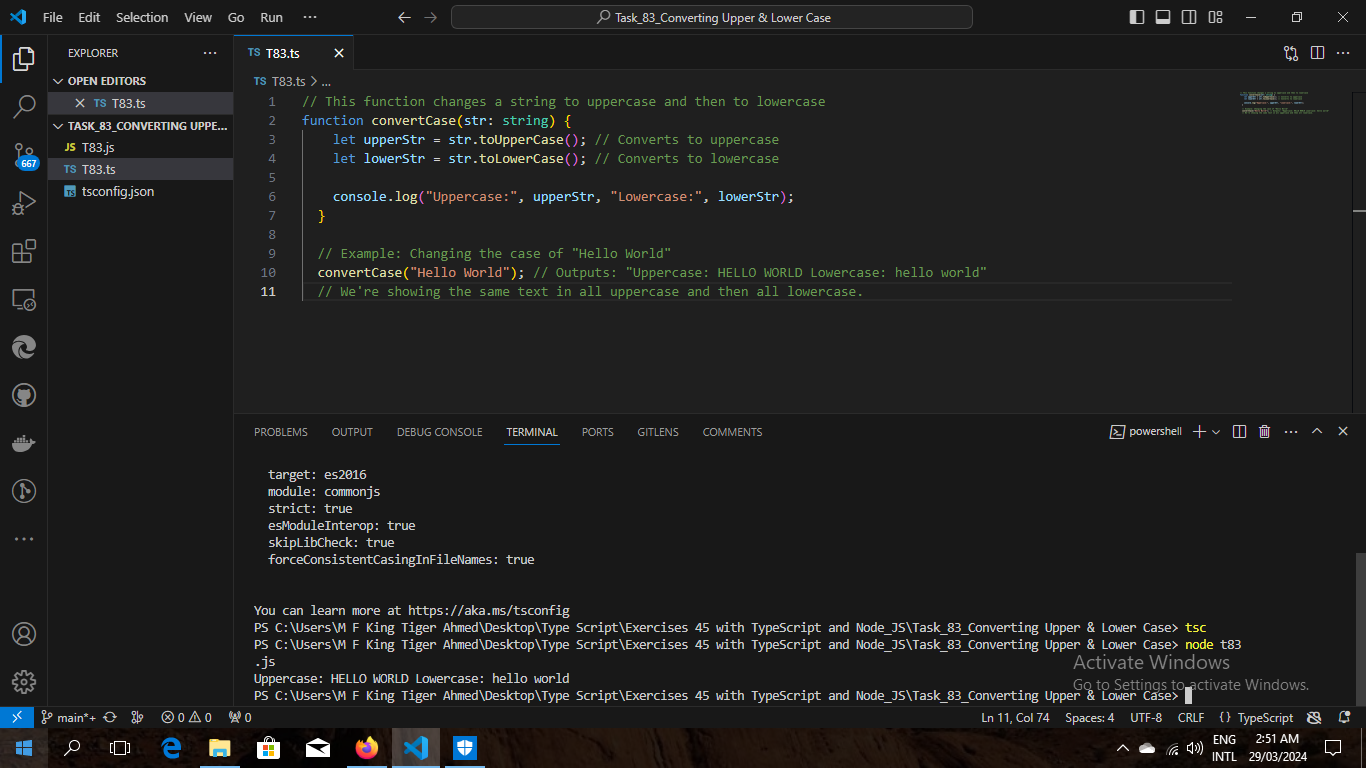 File Edit Selection View Go Run ··· Task_83_Converting Upper & Lower Case
EXPLORER
OPEN EDITORS
TS T83.ts
TASK_83_CONVERTING UPPE...
JS T83.js
TS T83.ts
tsconfig.json
TS T83.ts
TS T83.ts > ...
1 // This function changes a string to uppercase and then to lowercase
2 function convertCase(str: string) {
3 let upperStr = str.toUpperCase(); // Converts to uppercase
4 let lowerStr = str.toLowerCase(); // Converts to lowercase
5
6 console.log("Uppercase:", upperStr, "Lowercase:", lowerStr);
7 }
8
9 // Example: Changing the case of "Hello World"
10 convertCase("Hello World"); // Outputs: "Uppercase: HELLO WORLD Lowercase: hello world"
11 // We're showing the same text in all uppercase and then all lowercase.
667
PROBLEMS OUTPUT DEBUG CONSOLE TERMINAL PORTS GITLENS COMMENTS powershell
target: es2016
module: commonjs
strict: true
esModuleInterop: true
skipLibCheck: true
forceConsistentCasingInFileNames: true
You can learn more at https://aka.ms/tsconfig
PS C:\Users\M F King Tiger Ahmed\Desktop\Type Script\Exercises 45 with TypeScript and Node_JS\Task_83_Converting Upper & Lower Case> tsc
PS C:\Users\M F King Tiger Ahmed\Desktop\Type Script\Exercises 45 with TypeScript and Node_JS\Task_83_Converting Upper & Lower Case> node t83
.js
Uppercase: HELLO WORLD Lowercase: hello world
PS C:\Users\M F King Tiger Ahmed\Desktop\Type Script\Exercises 45 with TypeScript and Node_JS\Task_83_Converting Upper & Lower Case>
Activate Windows
Go to Settings to activate Windows.
main*+ 0 0 0 Ln 11, Col 74 Spaces: 4 UTF-8 CRLF {} TypeScript
ENG 2:51 AM
INTL 29/03/2024